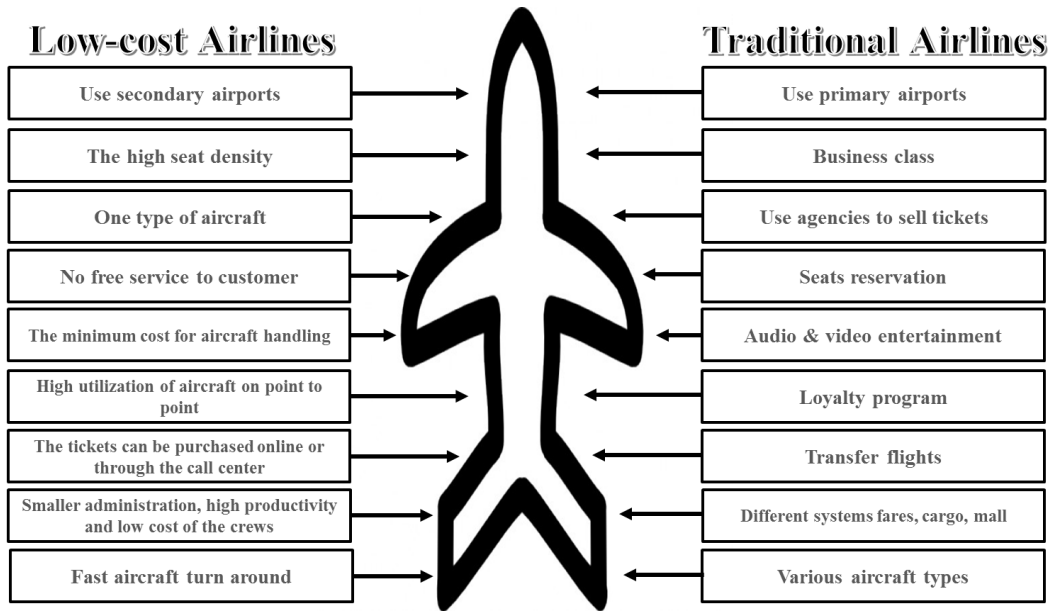 Low-cost Airlines
Use secondary airports
The high seat density
One type of aircraft
No free service to customer
The minimum cost for aircraft handling
High utilization of aircraft on point to
point
The tickets can be purchased online or
through the call center
Smaller administration, high productivity
and low cost of the crews
Fast aircraft turn around
Traditional Airlines
Use primary airports
Business class
Use agencies to sell tickets
Seats reservation
Audio & video entertainment
Loyalty program
Transfer flights
Different systems fares, cargo, mall
Various aircraft types